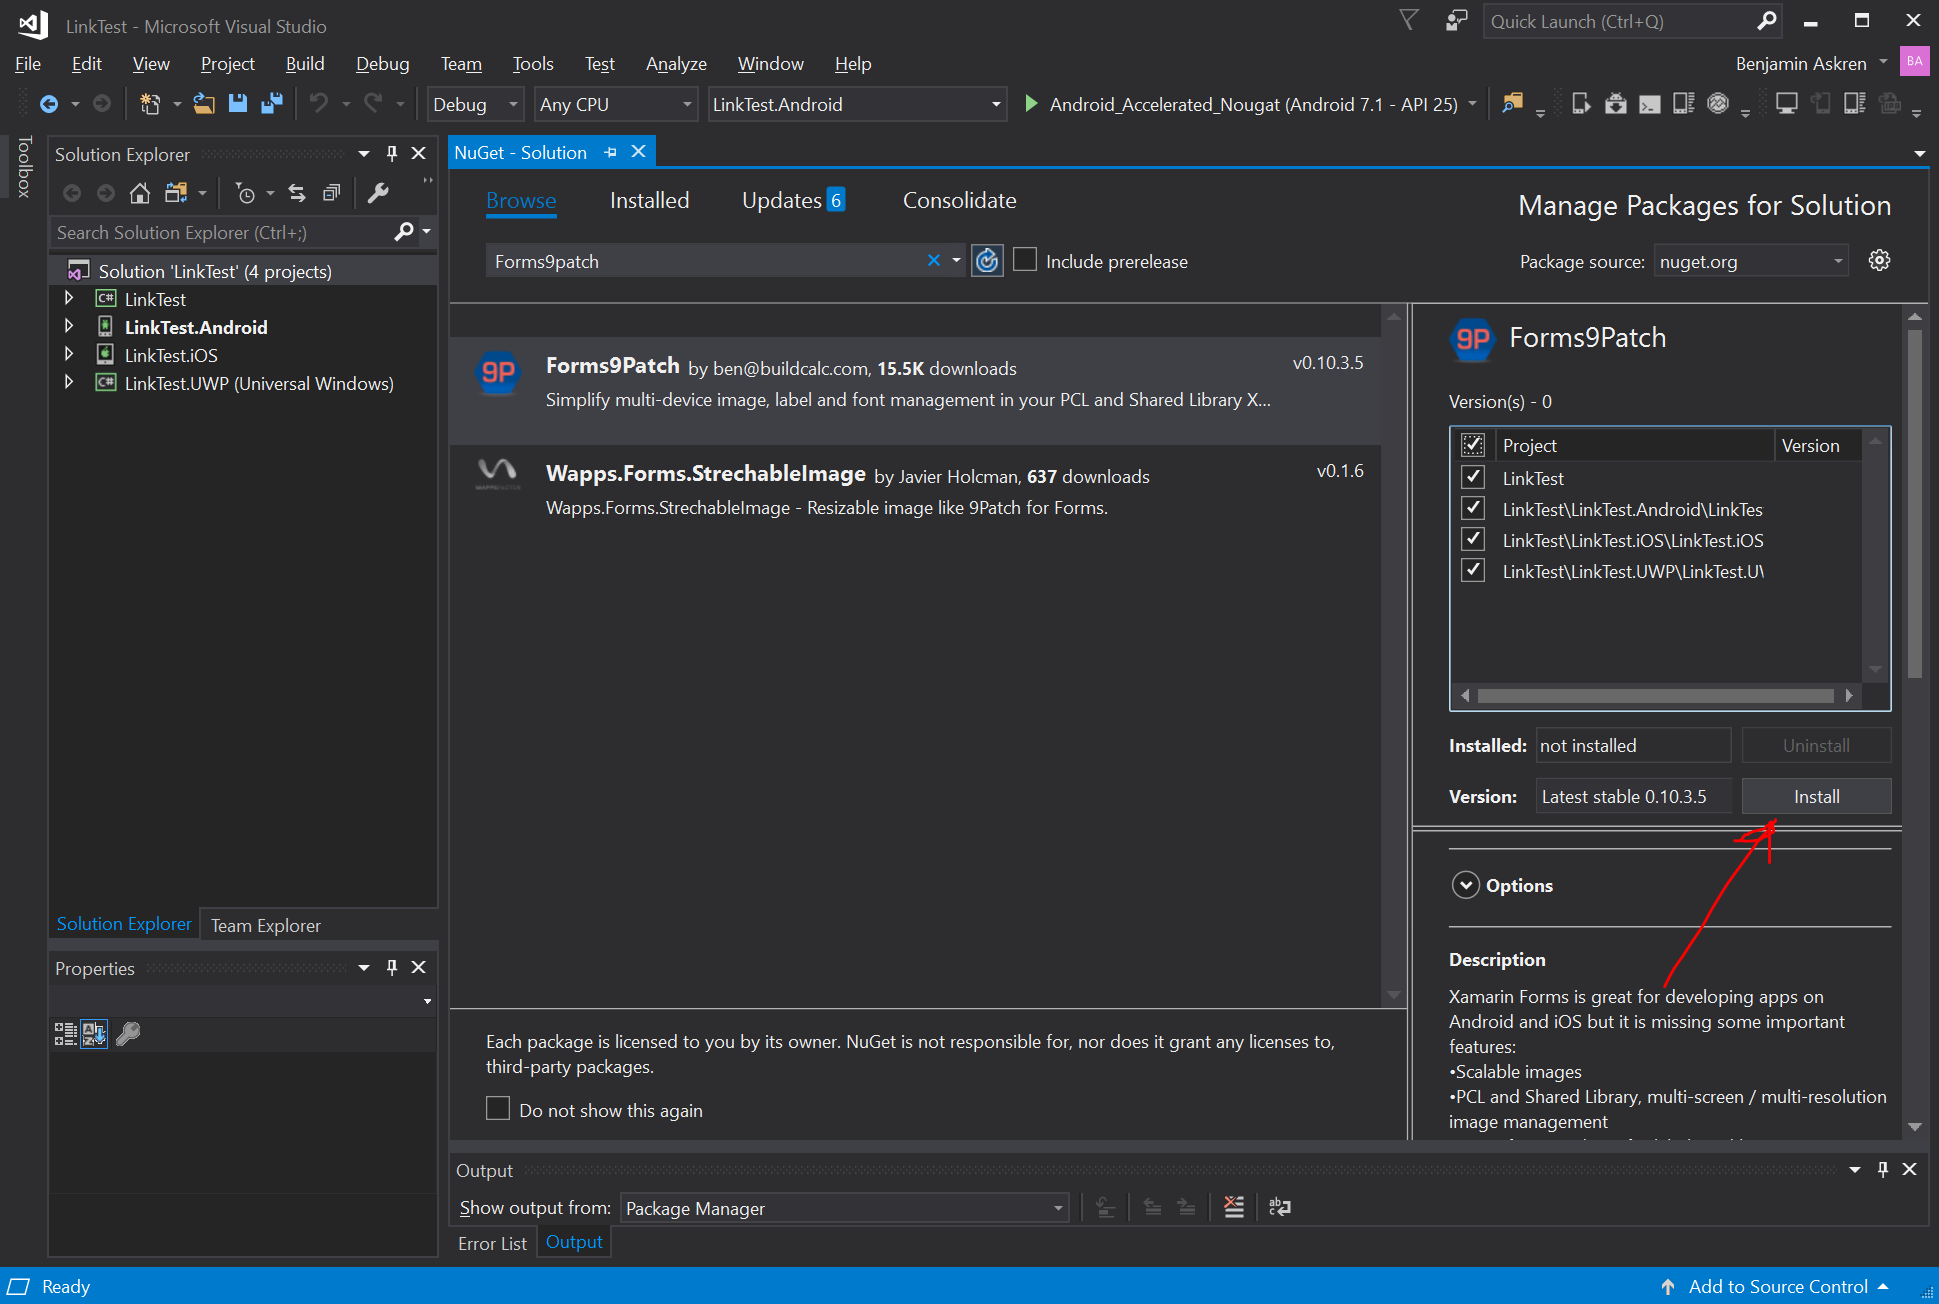 LinkTest - Microsoft Visual Studio
Quick Launch (Ctrl+Q)
File Edit View Project Build Debug Team Tools Test Analyze Window Help
Benjamin Askren BA
Debug Any CPU LinkTest.Android Android_Accelerated_Nougat (Android 7.1 - API 25)
Toolbox
Solution Explorer
Search Solution Explorer (Ctrl+;)
Solution 'LinkTest' (4 projects)
C# LinkTest
LinkTest.Android
LinkTest.iOS
C# LinkTest.UWP (Universal Windows)
Solution Explorer Team Explorer
Properties
NuGet - Solution
Browse Installed Updates 6 Consolidate
Manage Packages for Solution
Forms9patch
Include prerelease
Package source: nuget.org
9P Forms9Patch by ben@buildcalc.com, 15.5K downloads v0.10.3.5
Simplify multi-device image, label and font management in your PCL and Shared Library X...
Wapps.Forms.StrechableImage by Javier Holcman, 637 downloads v0.1.6
Wapps.Forms.StrechableImage - Resizable image like 9Patch for Forms.
Each package is licensed to you by its owner. NuGet is not responsible for, nor does it grant any licenses to,
third-party packages.
Do not show this again
9P Forms9Patch
Version(s) - 0
Project Version
LinkTest
LinkTest\LinkTest.Android\LinkTes
LinkTest\LinkTest.iOS\LinkTest.iOS
LinkTest\LinkTest.UWP\LinkTest.U\
Installed: not installed Uninstall
Version: Latest stable 0.10.3.5 Install
Options
Description
Xamarin Forms is great for developing apps on
Android and iOS but it is missing some important
features:
•Scalable images
•PCL and Shared Library, multi-screen / multi-resolution
image management
Output
Show output from: Package Manager
Error List Output
Ready
Add to Source Control